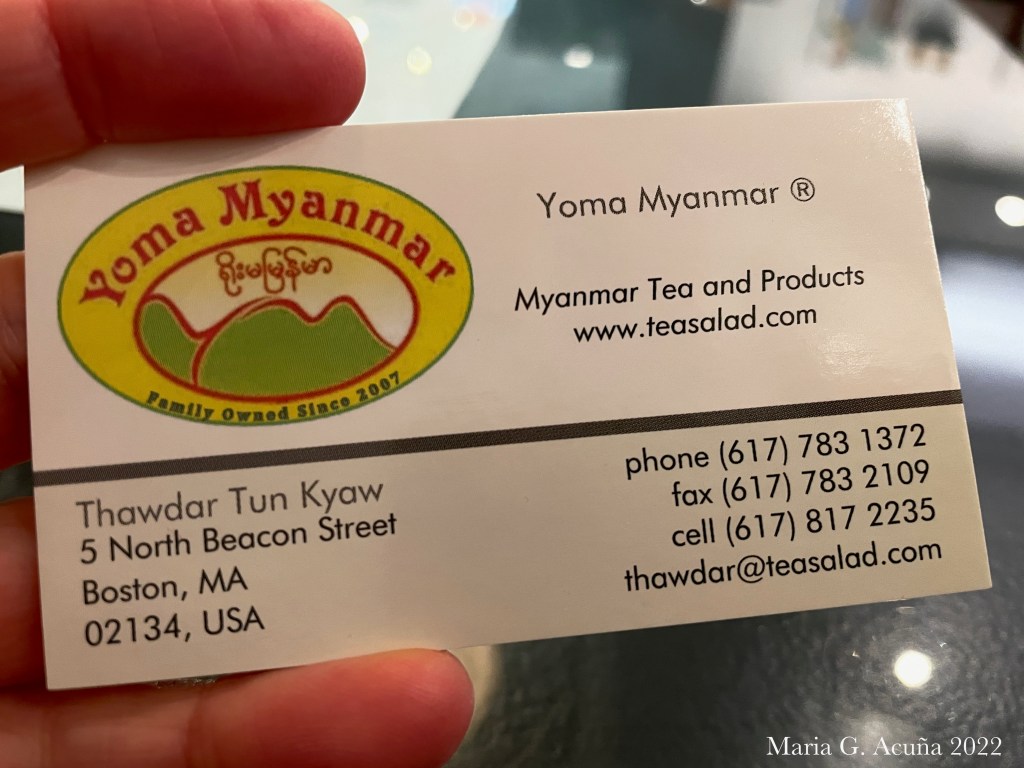 Yoma Myanmar
ရိုးမမြန်မာ
Family Owned Since 2007
Yoma Myanmar ®
Myanmar Tea and Products
www.teasalad.com
Thawdar Tun Kyaw
5 North Beacon Street
Boston, MA
02134, USA
phone (617) 783 1372
fax (617) 783 2109
cell (617) 817 2235
thawdar@teasalad.com
Maria G. Acuña 2022